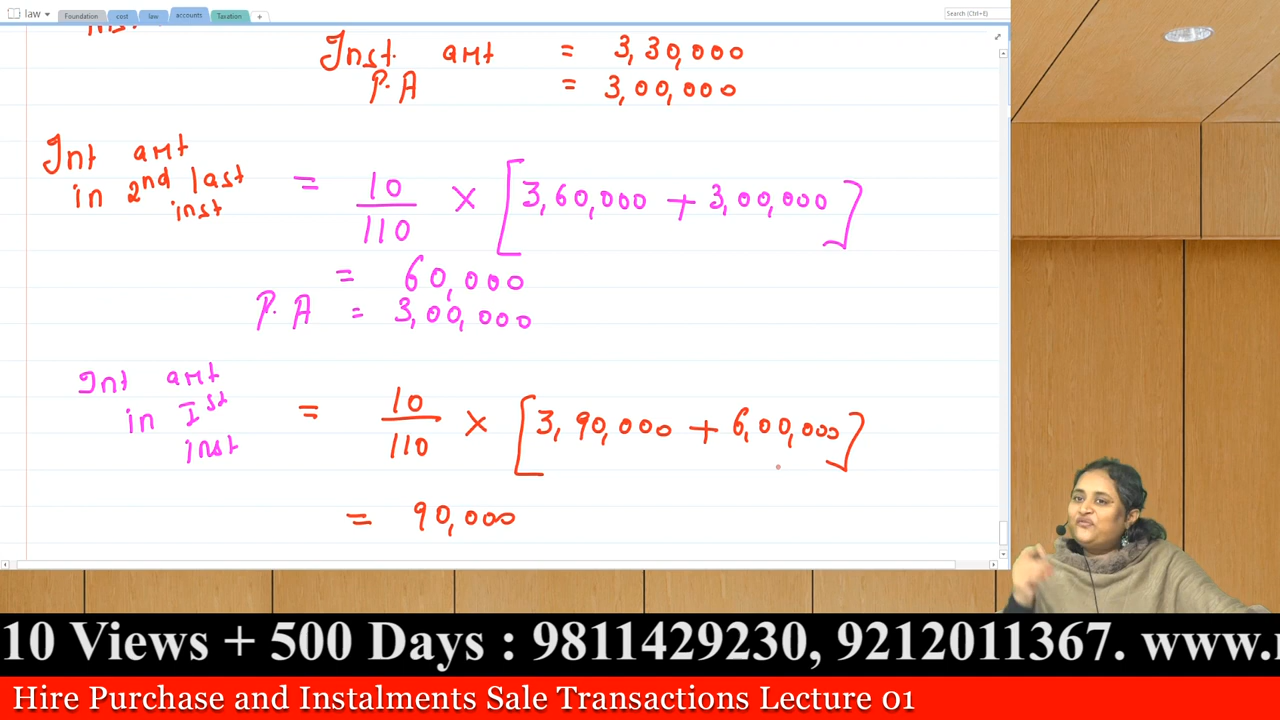 law
Foundation cost law accounts Taxation +
Search (Ctrl+E)
Inst. amt = 3,30,000
P.A = 3,00,000
Int amt in 2nd last inst = 10/110 × [3,60,000 + 3,00,000]
= 60,000
P.A = 3,00,000
Int amt in Ist inst = 10/110 × [3,90,000 + 6,00,000]
= 90,000
10 Views + 500 Days : 9811429230, 9212011367. www.
Hire Purchase and Instalments Sale Transactions Lecture 01